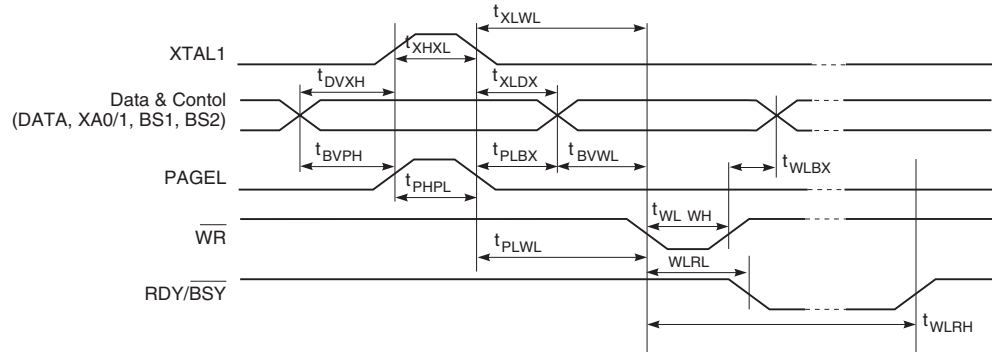 tXLWL
XTAL1
tXHXL
tDVXH
tXLDX
Data & Contol
(DATA, XA0/1, BS1, BS2)
tBVPH
tPLBX
tBVWL
tWLBX
PAGEL
tPHPL
tWL WH
WR
tPLWL
WLRL
RDY/BSY
tWLRH